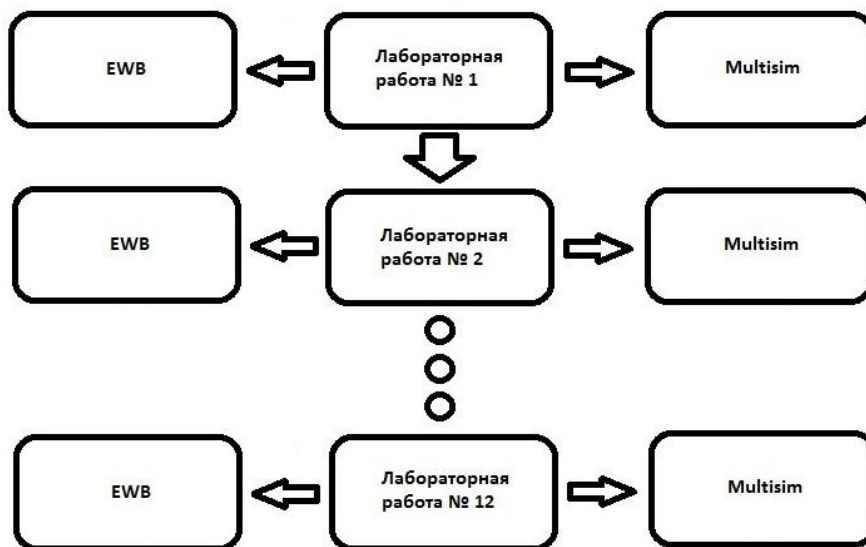 EWB
Лабораторная
работа № 1
Multisim
EWB
Лабораторная
работа № 2
Multisim
EWB
Лабораторная
работа № 12
Multisim